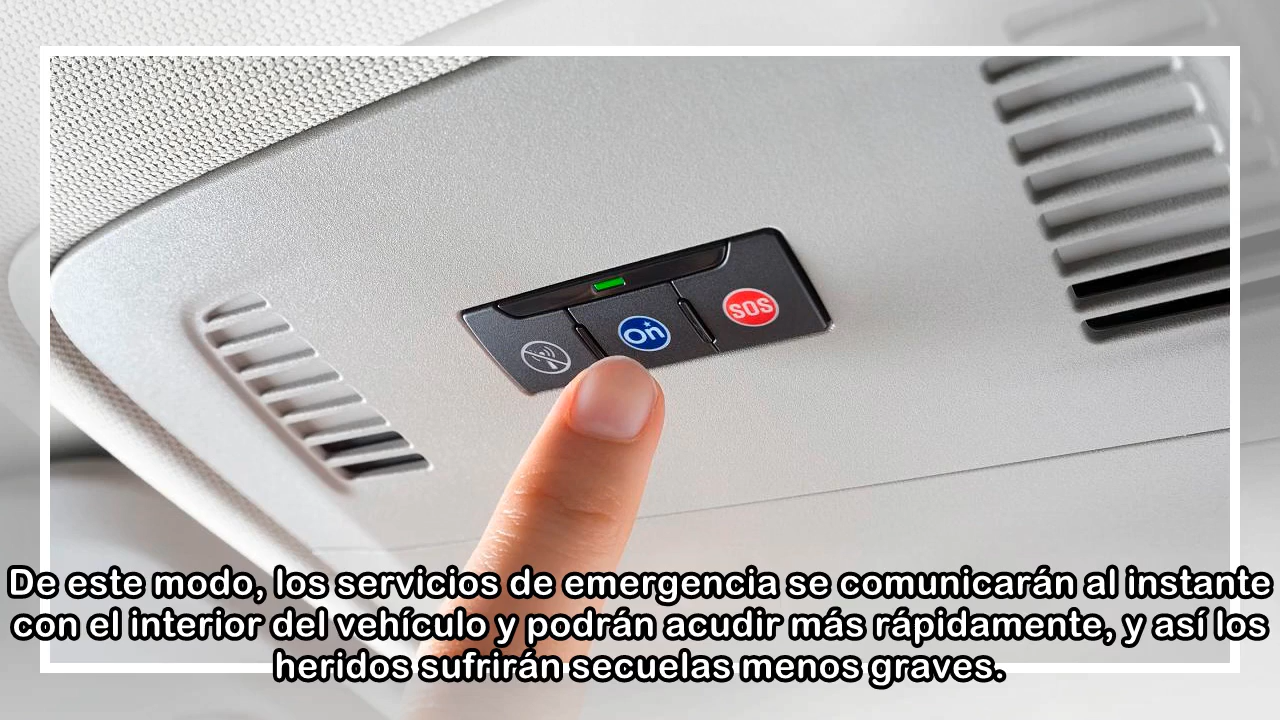 On
SOS
De este modo, los servicios de emergencia se comunicarán al instante
con el interior del vehículo y podrán acudir más rápidamente, y así los
heridos sufrirán secuelas menos graves.